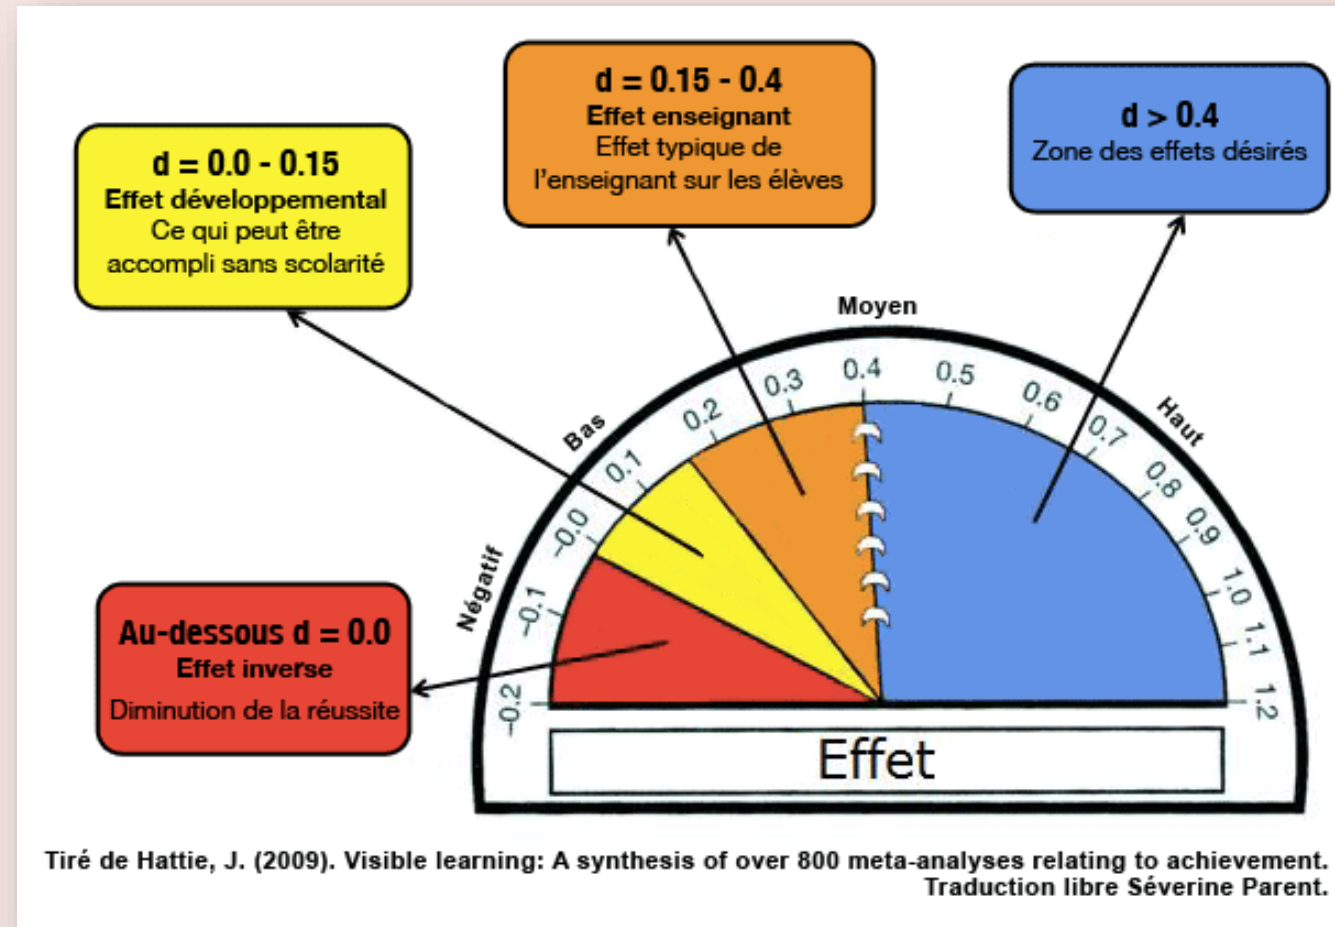 d = 0.15 - 0.4
Effet enseignant
Effet typique de
l'enseignant sur les élèves
d > 0.4
Zone des effets désirés
d = 0.0 - 0.15
Effet développemental
Ce qui peut être
accompli sans scolarité
Au-dessous d = 0.0
Effet inverse
Diminution de la réussite
Négatif
Bas
Moyen
Haut
-0.2
-0.1
-0.0
0.1
0.2
0.3
0.4
0.5
0.6
0.7
0.8
0.9
1.0
1.1
1.2
Effet
Tiré de Hattie, J. (2009). Visible learning: A synthesis of over 800 meta-analyses relating to achievement.
Traduction libre Séverine Parent.